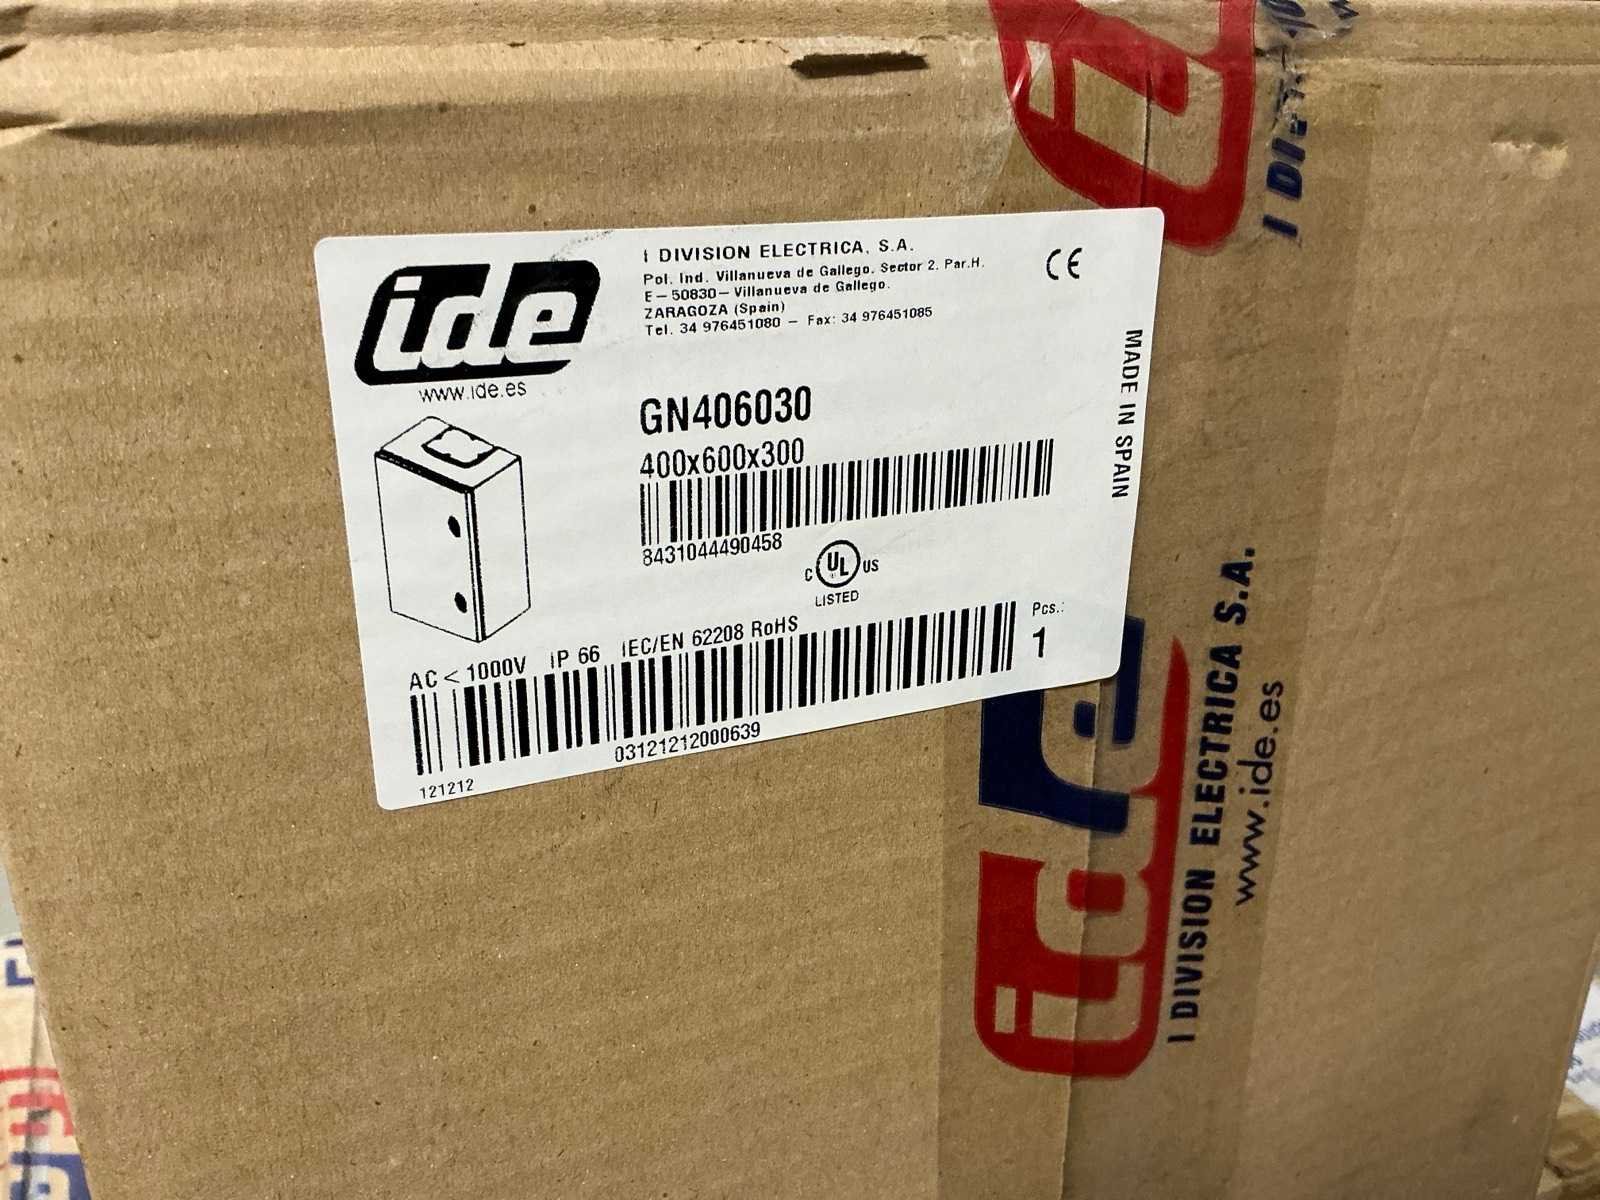 ide
www.ide.es
I DIVISION ELECTRICA, S.A.
Pol. Ind. Villanueva de Gallego. Sector 2. Par.H.
E-50830-Villanueva de Gallego.
ZARAGOZA (Spain)
Tel. 34 976451080 - Fax: 34 976451085
CE
MADE IN SPAIN
GN406030
400x600x300
8431044490458
C UL US
LISTED
AC < 1000V IP 66 IEC/EN 62208 RoHS
Pcs.:
1
03121212000639
121212
ide
I DIVISION ELECTRICA S.A.
www.ide.es